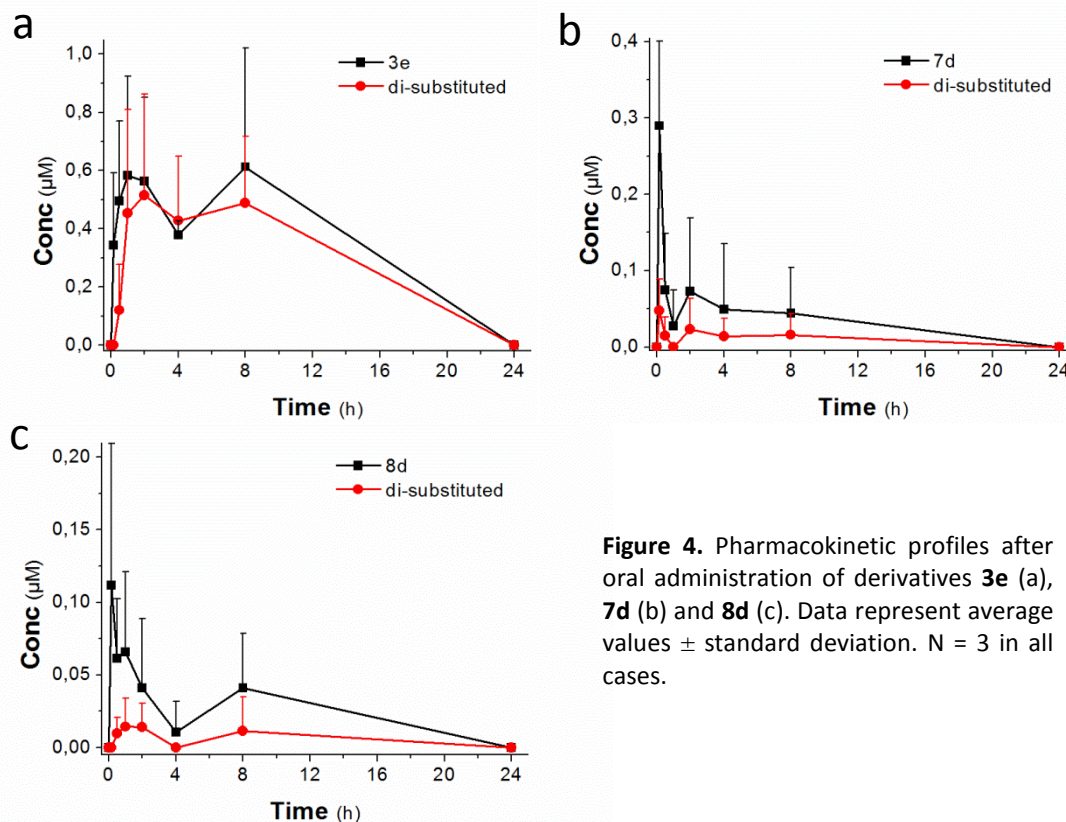 a
3e
di-substituted
1,0
0,8
0,6
0,4
0,2
0,0
Conc (µM)
0 4 8 12 16 20 24
Time (h)
b
7d
di-substituted
0,4
0,3
0,2
0,1
0,0
Conc (µM)
0 4 8 12 16 20 24
Time (h)
c
8d
di-substituted
0,20
0,15
0,10
0,05
0,00
Conc (µM)
0 4 8 12 16 20 24
Time (h)
Figure 4. Pharmacokinetic profiles after
oral administration of derivatives 3e (a),
7d (b) and 8d (c). Data represent average
values ± standard deviation. N = 3 in all
cases.